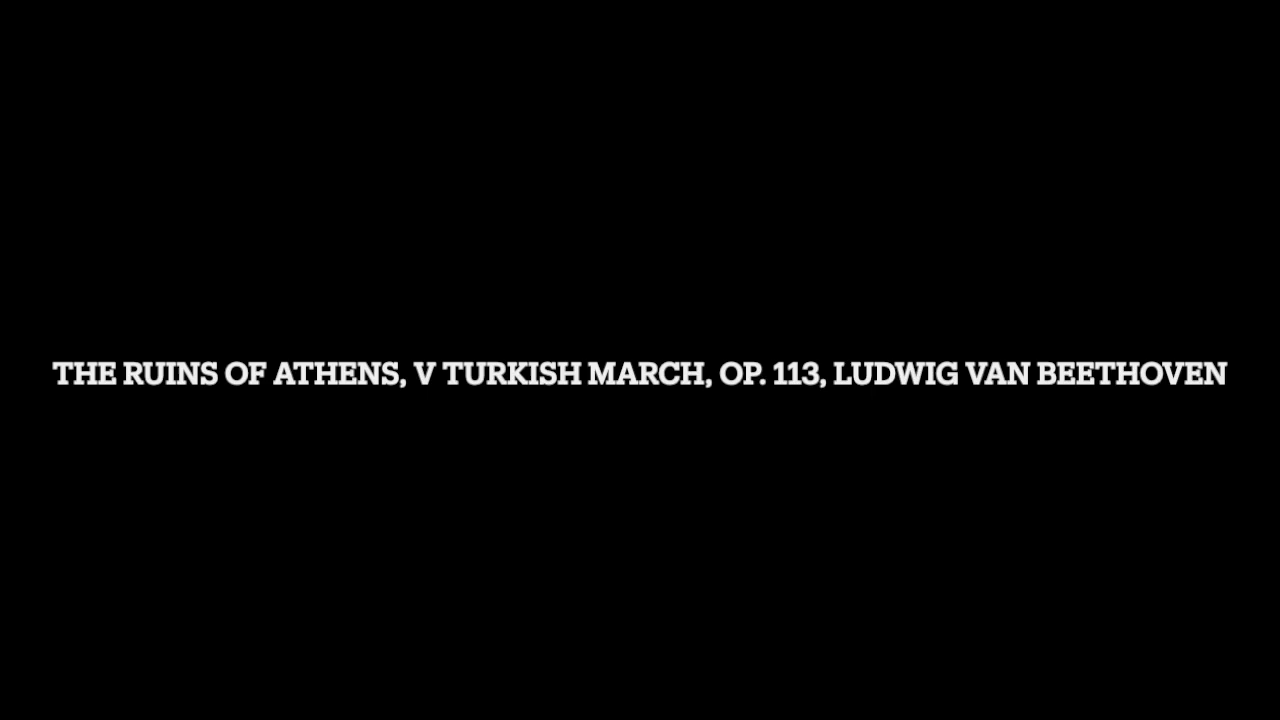 THE RUINS OF ATHENS, V TURKISH MARCH, OP. 113, LUDWIG VAN BEETHOVEN